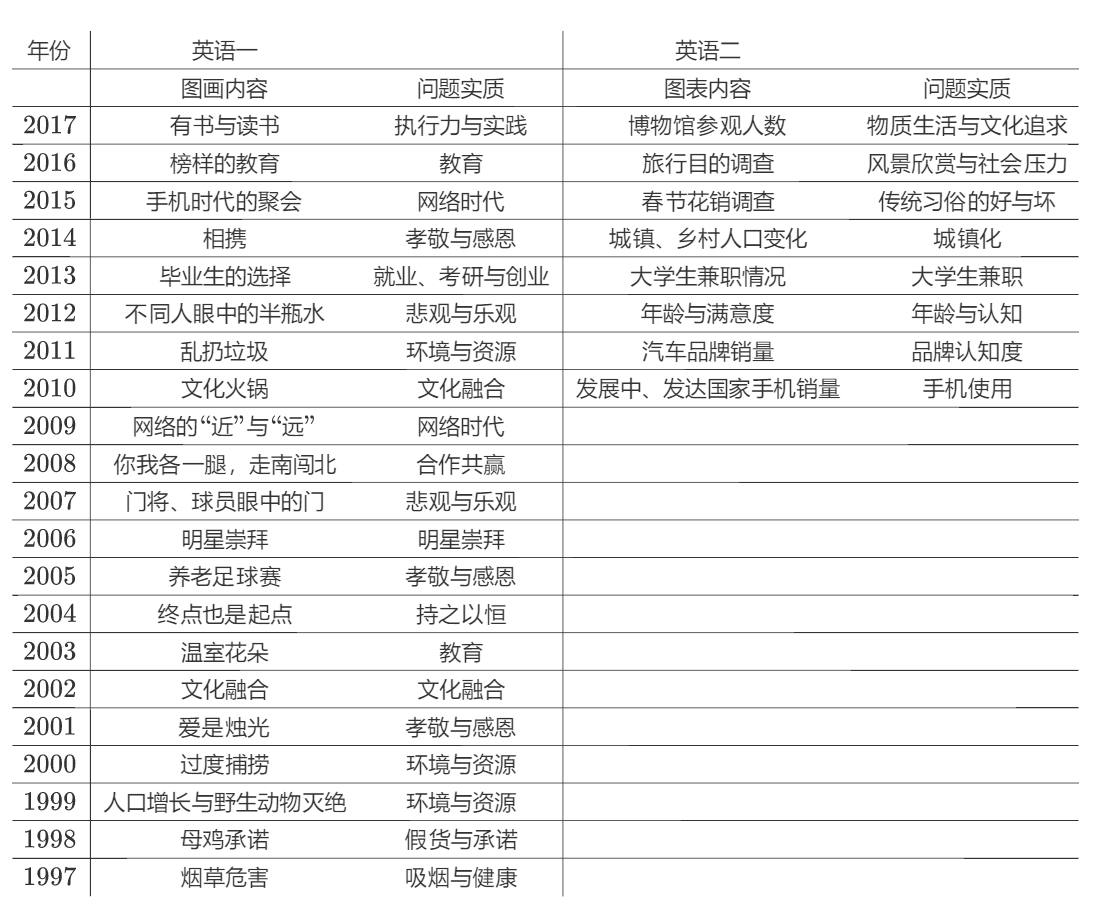 年份 英语一 英语二
图画内容 问题实质 图表内容 问题实质
2017 有书与读书 执行力与实践 博物馆参观人数 物质生活与文化追求
2016 榜样的教育 教育 旅行目的调查 风景欣赏与社会压力
2015 手机时代的聚会 网络时代 春节花销调查 传统习俗的好与坏
2014 相携 孝敬与感恩 城镇、乡村人口变化 城镇化
2013 毕业生的选择 就业、考研与创业 大学生兼职情况 大学生兼职
2012 不同人眼中的半瓶水 悲观与乐观 年龄与满意度 年龄与认知
2011 乱扔垃圾 环境与资源 汽车品牌销量 品牌认知度
2010 文化火锅 文化融合 发展中、发达国家手机销量 手机使用
2009 网络的“近”与“远” 网络时代
2008 你我各一腿，走南闯北 合作共赢
2007 门将、球员眼中的门 悲观与乐观
2006 明星崇拜 明星崇拜
2005 养老足球赛 孝敬与感恩
2004 终点也是起点 持之以恒
2003 温室花朵 教育
2002 文化融合 文化融合
2001 爱是烛光 孝敬与感恩
2000 过度捕捞 环境与资源
1999 人口增长与野生动物灭绝 环境与资源
1998 母鸡承诺 假货与承诺
1997 烟草危害 吸烟与健康